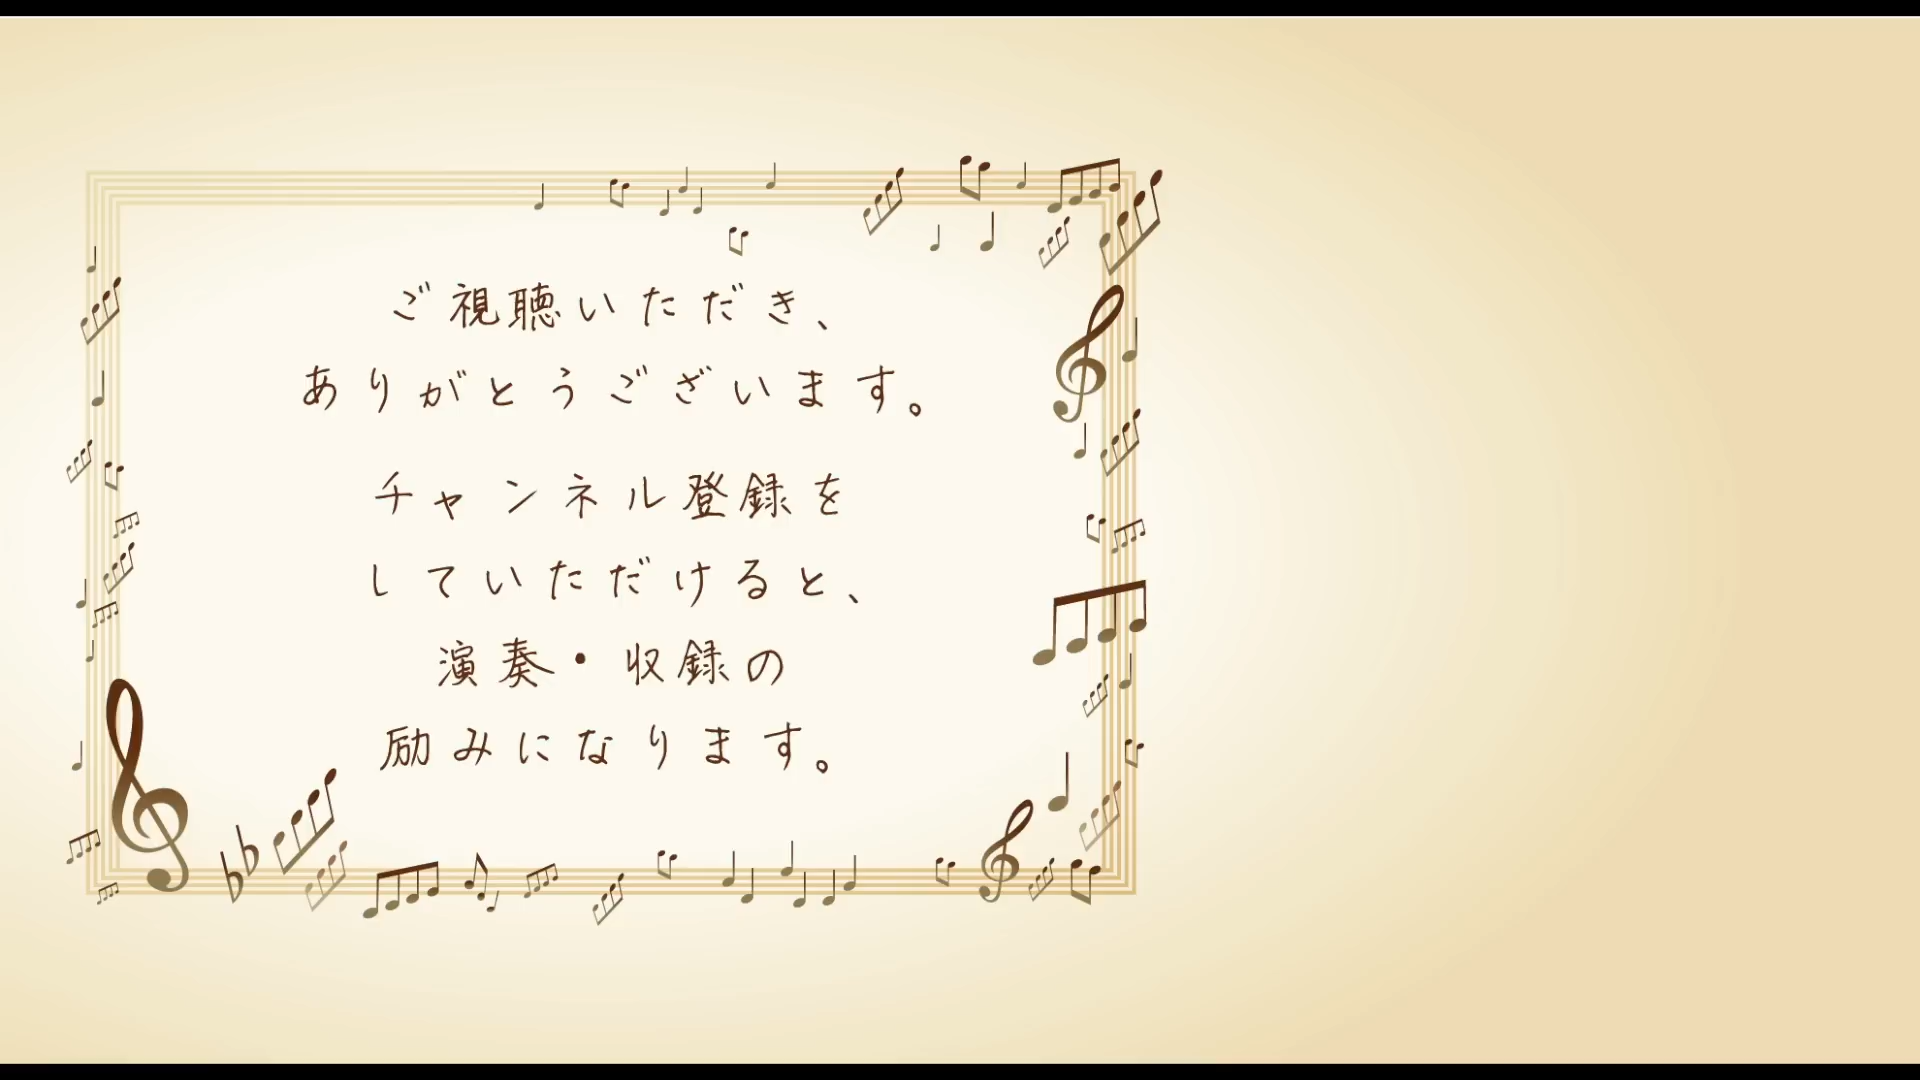 ご視聴いただき、
ありがとうございます。
チャンネル登録を
していただけると、
演奏・収録の
励みになります。